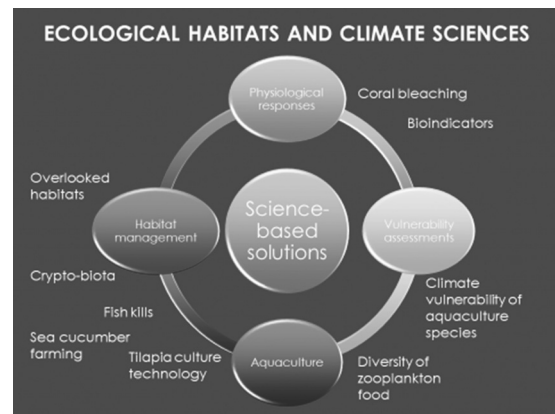 ECOLOGICAL HABITATS AND CLIMATE SCIENCES
Physiological
responses
Coral bleaching
Bioindicators
Overlooked
habitats
Habitat
management
Science-
based
solutions
Vulnerability
assessments
Crypto-biota
Climate
vulnerability of
aquaculture
species
Fish kills
Sea cucumber
farming
Tilapia culture
technology
Aquaculture
Diversity of
zooplankton
food